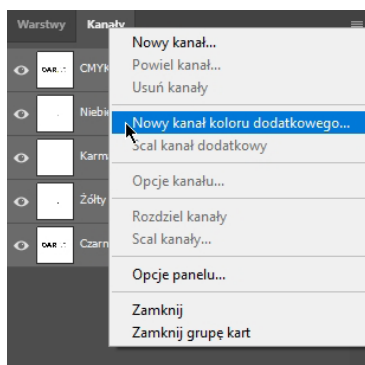 Warstwy Kanały
Nowy kanał...
Powiel kanał...
Usuń kanały
Nowy kanał koloru dodatkowego...
Scal kanał dodatkowy
Opcje kanału...
Rozdziel kanały
Scal kanały...
Opcje panelu...
Zamknij
Zamknij grupę kart
CMYK
Niebie
Karm
Żółty
Czarn